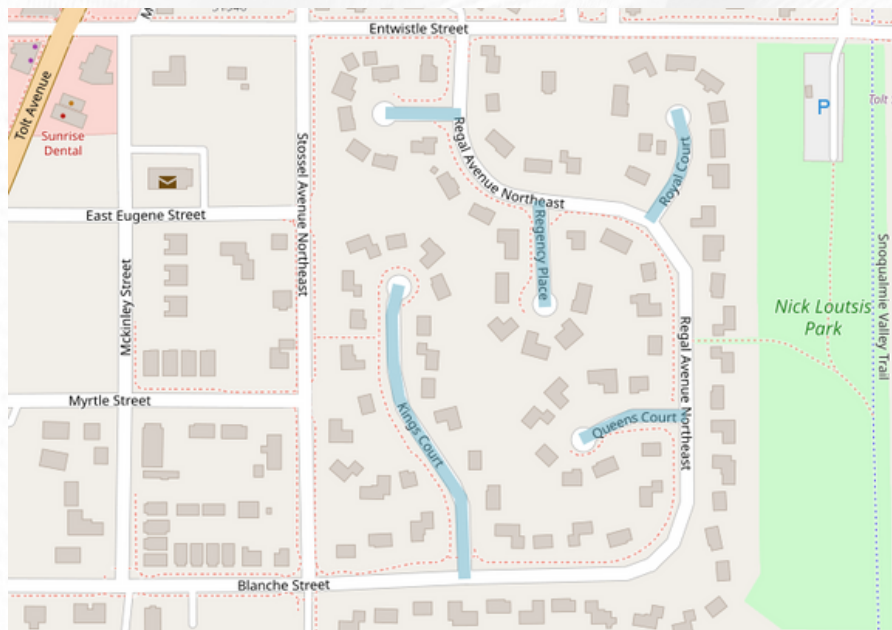 Entwistle Street
Tolt Avenue
Sunrise
Dental
Stossel Avenue Northeast
Regal Avenue Northeast
Royal Court
P
East Eugene Street
Regency Place
Mckinley Street
Snoqualmie Valley Trail
Nick Loutsis
Park
Regal Avenue Northeast
Myrtle Street
Kings Court
Queens Court
Blanche Street